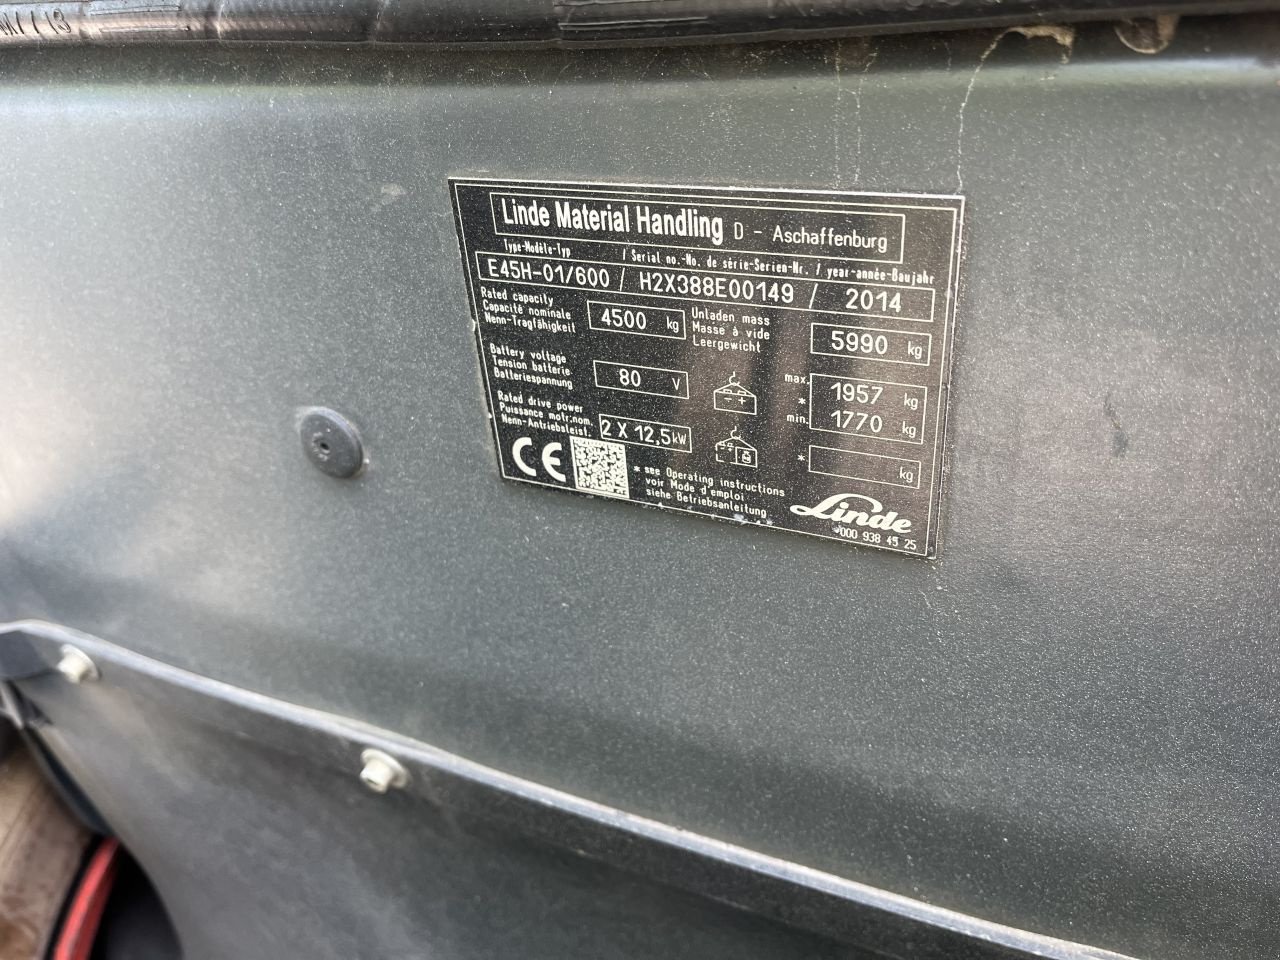 Linde Material Handling D - Aschaffenburg
Type-Modèle-Typ / Serial no.-No. de série-Serien-Nr. / year-année-Baujahr
E45H-01/600 / H2X388E00149 / 2014
Rated capacity
Capacité nominale
Nenn-Tragfähigkeit
4500 kg
Unladen mass
Masse à vide
Leergewicht
5990 kg
Battery voltage
Tension batterie
Batteriespannung
80 V
max. 1957 kg
*
min. 1770 kg
Rated drive power
Puissance motr:nom.
Nenn-Antriebsleist.
2 X 12,5kW
* kg
CE
* see Operating instructions
voir Mode d'emploi
siehe Betriebsanleitung
Linde
000 938 45 25